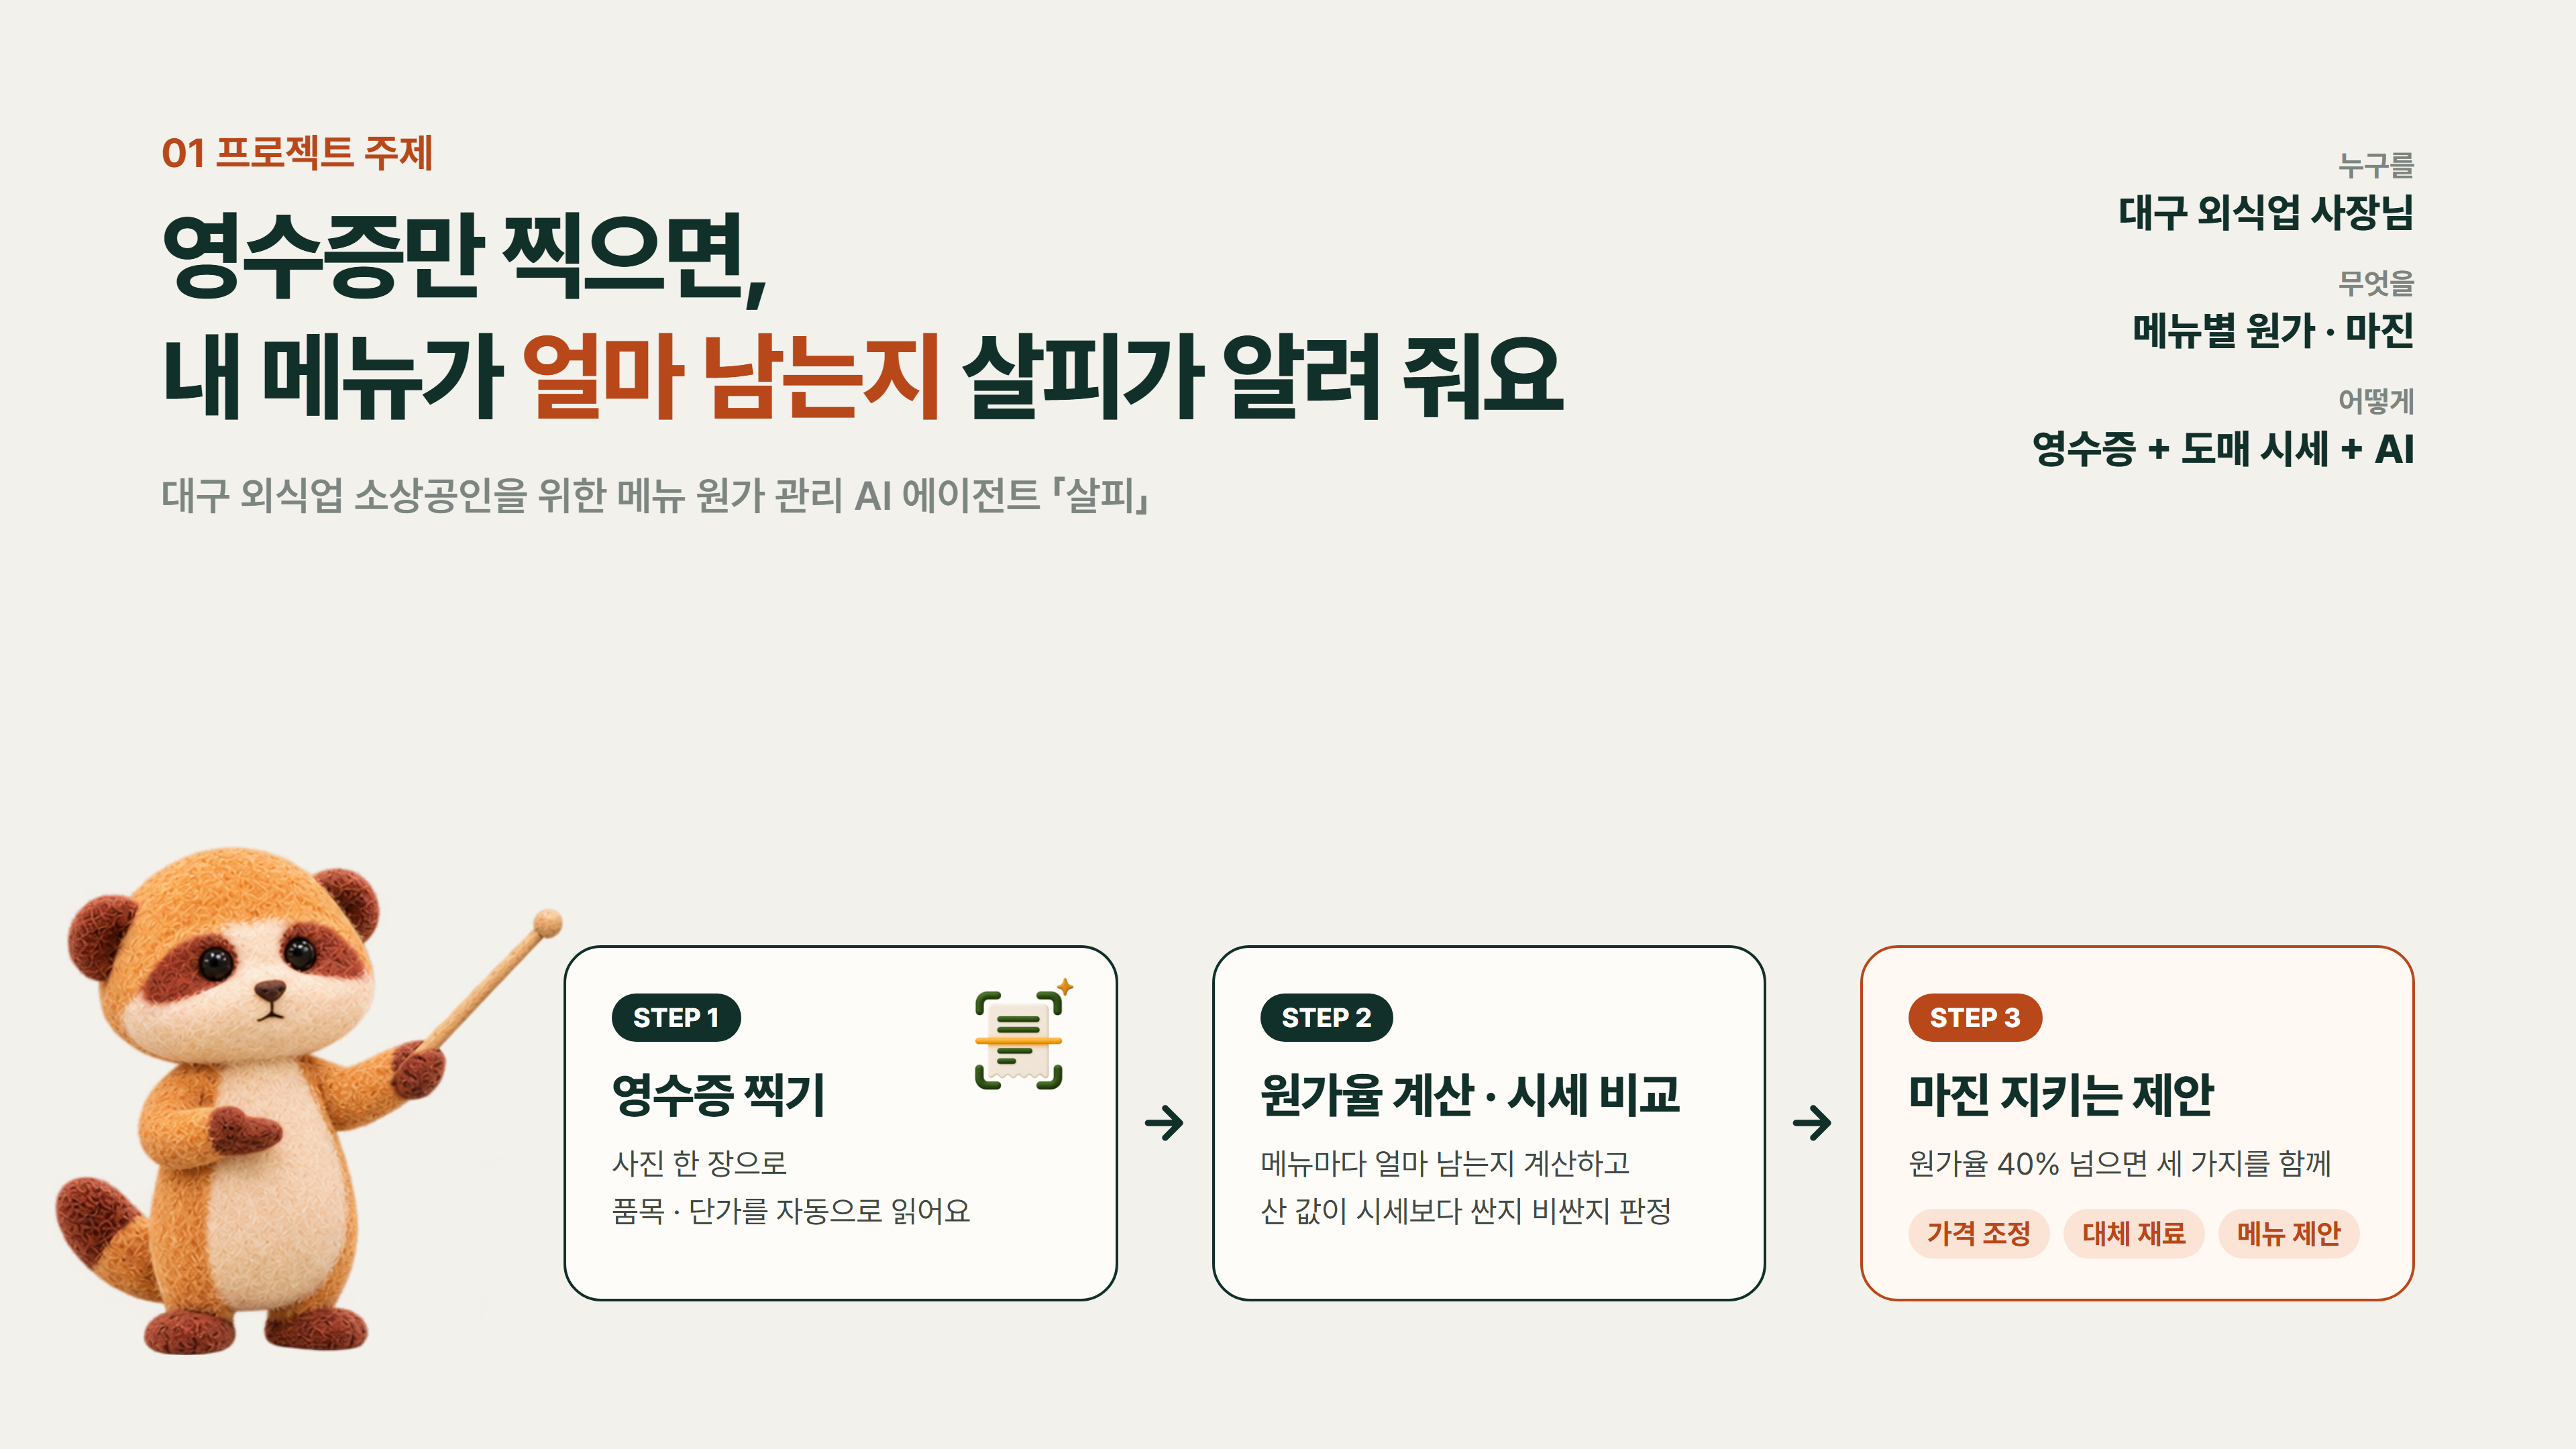 01 프로젝트 주제
영수증만 찍으면,
내 메뉴가 얼마 남는지 살피가 알려 줘요
대구 외식업 소상공인을 위한 메뉴 원가 관리 AI 에이전트 「살피」
누구를
대구 외식업 사장님
무엇을
메뉴별 원가 · 마진
어떻게
영수증 + 도매 시세 + AI
STEP 1
영수증 찍기
사진 한 장으로
품목 · 단가를 자동으로 읽어요
STEP 2
원가율 계산 · 시세 비교
메뉴마다 얼마 남는지 계산하고
산 값이 시세보다 싼지 비싼지 판정
STEP 3
마진 지키는 제안
원가율 40% 넘으면 세 가지를 함께
가격 조정 대체 재료 메뉴 제안